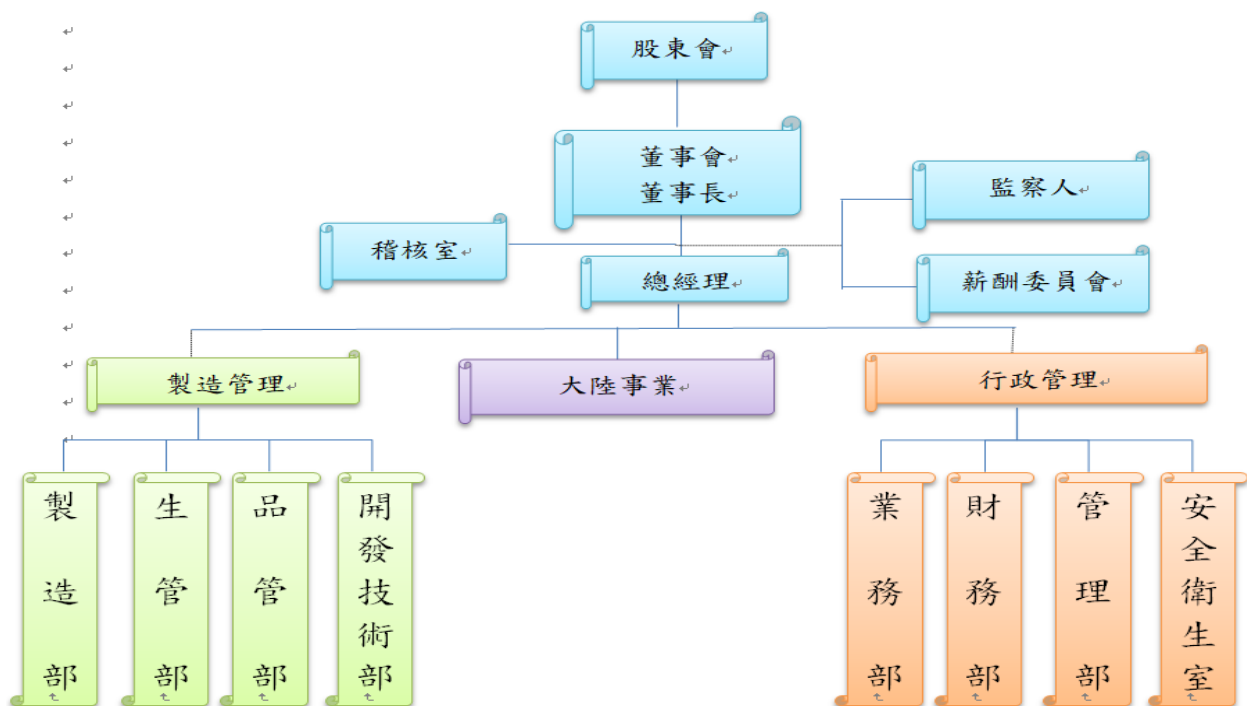 股東會
董事會
董事長
監察人
稽核室
總經理
薪酬委員會
製造管理
大陸事業
行政管理
製造部
生管部
品管部
開發技術部
業務部
財務部
管理部
安全衛生室